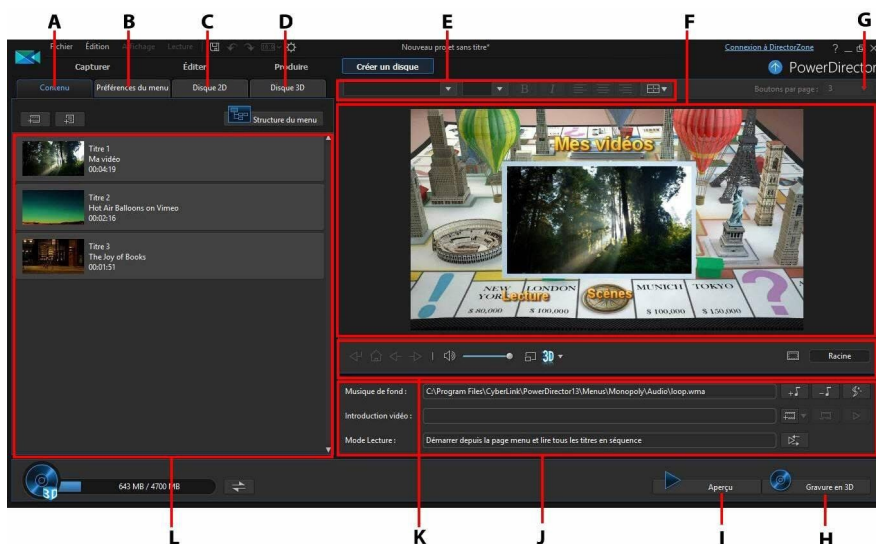 A B C D E F G
Fichier Édition Affichage Lecture
Nouveau projet sans titre*
Connexion à DirectorZone ?
Capturer Éditer Produire Créer un disque
PowerDirector
Contenu Préférences du menu Disque 2D Disque 3D
B I
Boutons par page : 3
Structure du menu
Titre 1
Ma vidéo
00:04:19
Titre 2
Hot Air Balloons on Vimeo
00:02:16
Titre 3
The Joy of Books
00:01:51
Mes vidéos
NEW YORK
LONDON
MUNICH
TOKYO
Lecture
Scènes
$ 80,000
$ 100,000
$ 100,000
$ 150,000
3D
Racine
Musique de fond : C:\Program Files\CyberLink\PowerDirector13\Menus\Monopoly\Audio\loop.wma
Introduction vidéo :
Mode Lecture : Démarrer depuis la page menu et lire tous les titres en séquence
3D
643 MB / 4700 MB
Aperçu
Gravure en 3D
L K J I H